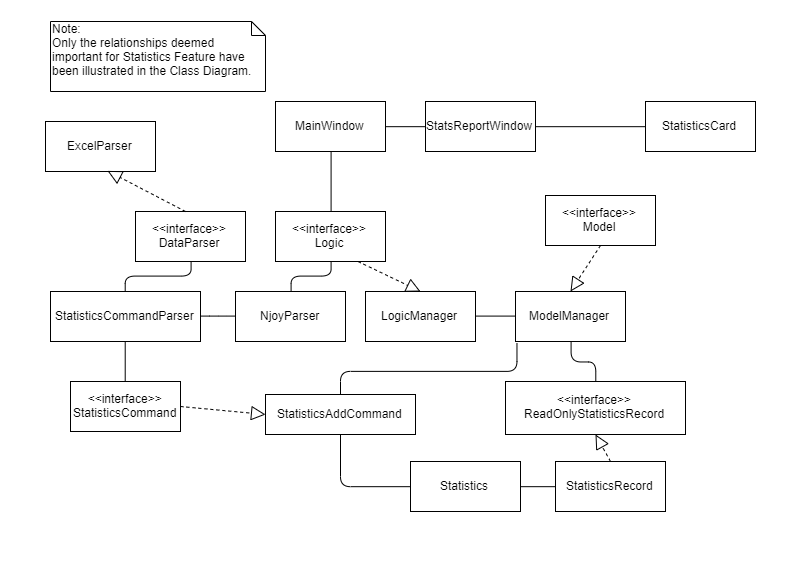 Note:
Only the relationships deemed
important for Statistics Feature have
been illustrated in the Class Diagram.
MainWindow
StatsReportWindow
StatisticsCard
ExcelParser
<<interface>>
Model
<<interface>>
DataParser
<<interface>>
Logic
StatisticsCommandParser
NjoyParser
LogicManager
ModelManager
<<interface>>
StatisticsCommand
StatisticsAddCommand
<<interface>>
ReadOnlyStatisticsRecord
Statistics
StatisticsRecord